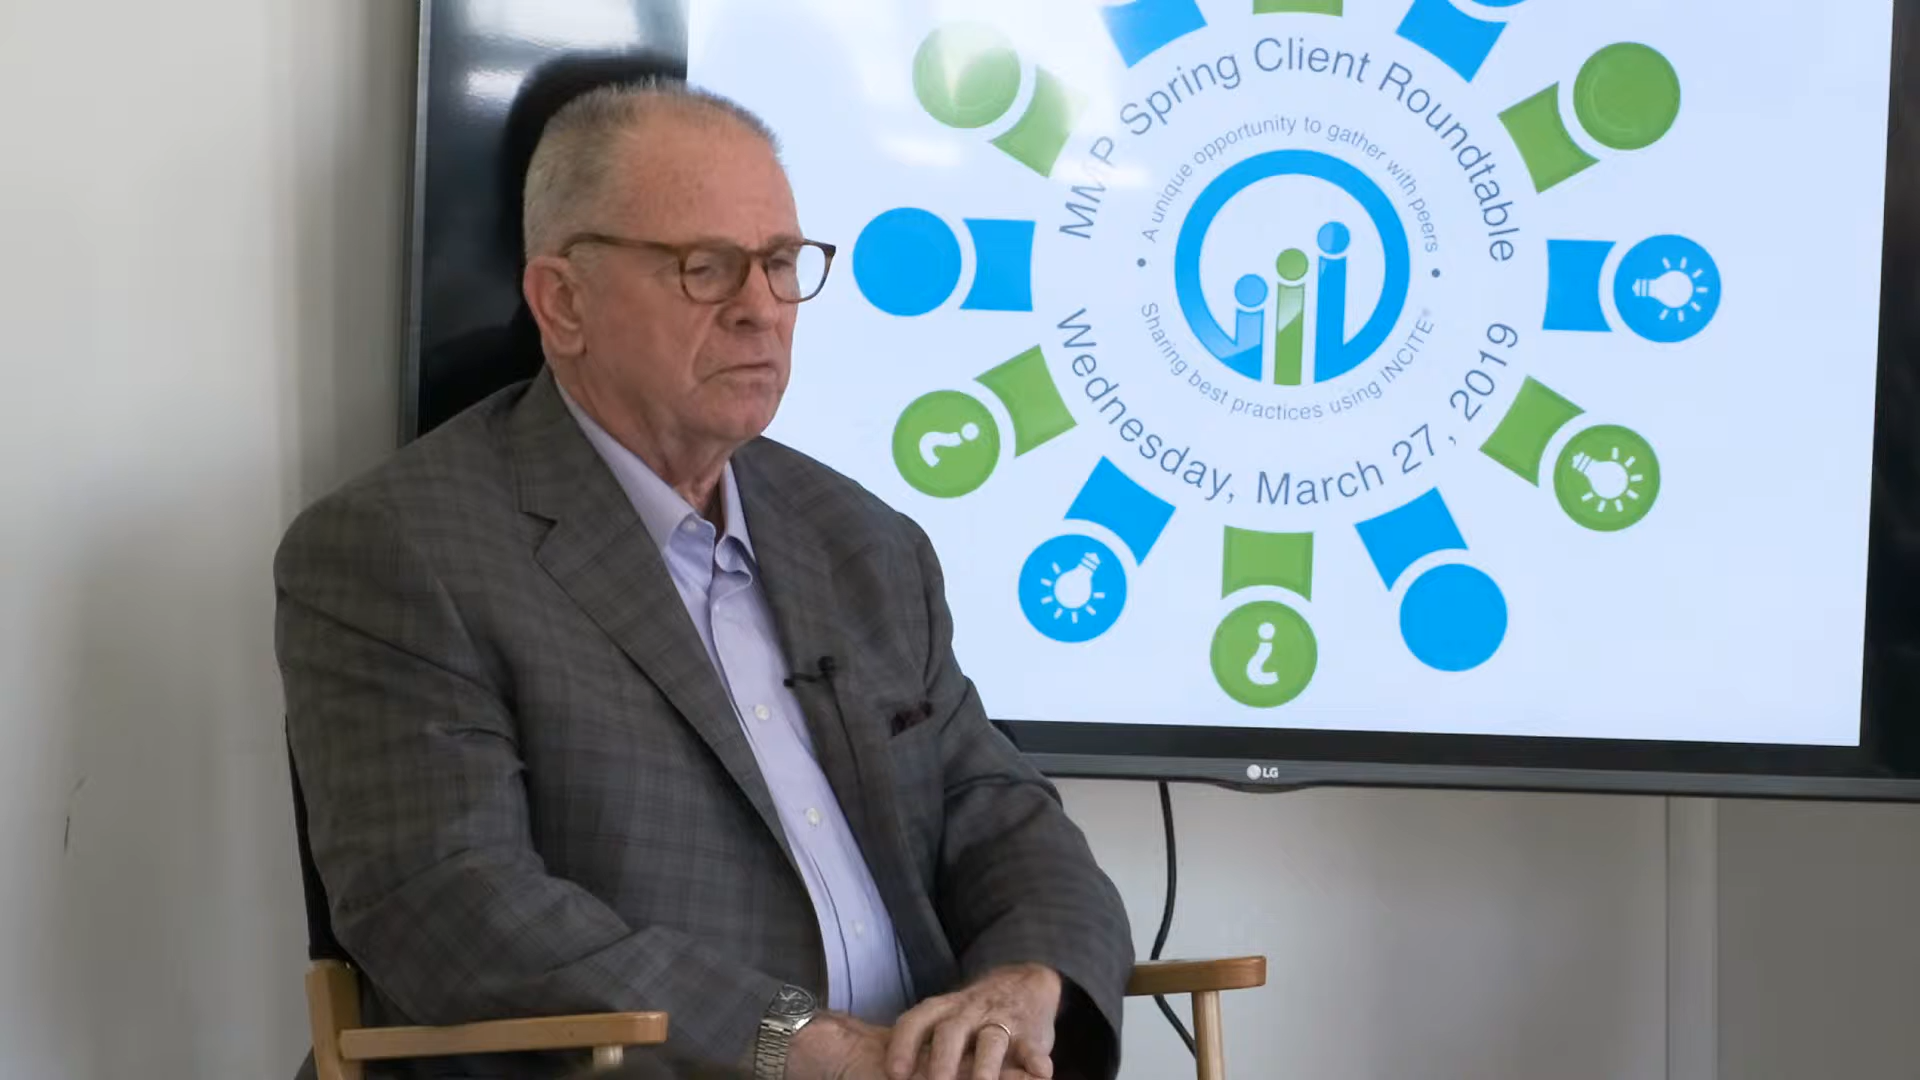 MMP Spring Client Roundtable
A unique opportunity to gather with peers
Sharing best practices using INCITE®
Wednesday, March 27, 2019
LG